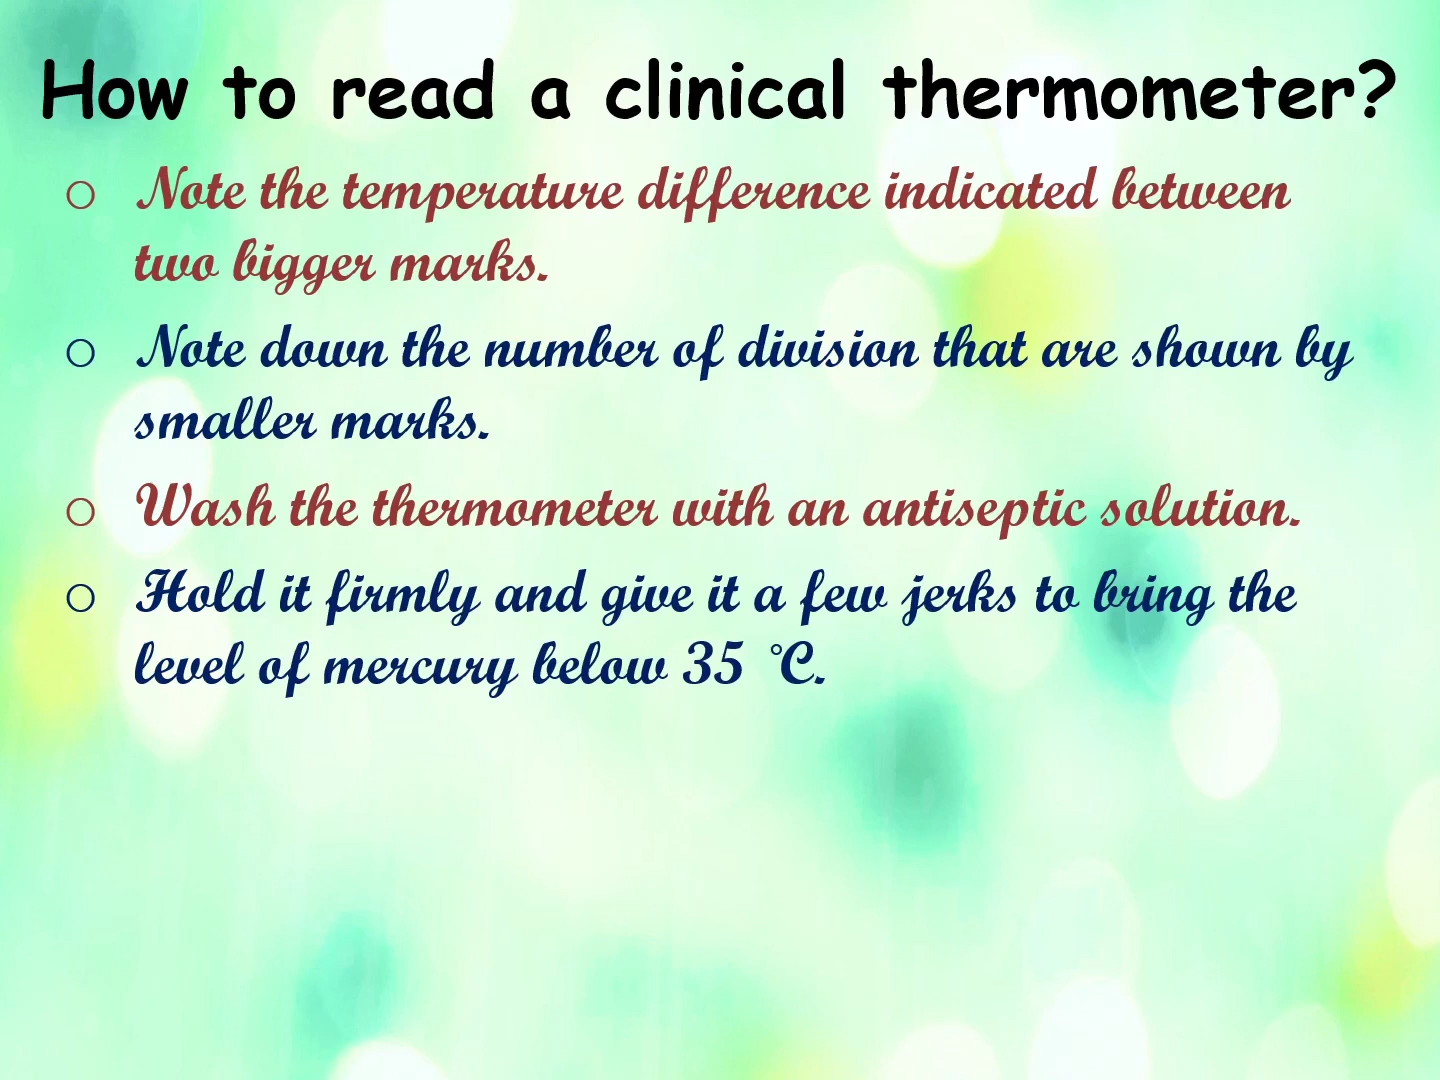 How to read a clinical thermometer?
o Note the temperature difference indicated between
two bigger marks.
o Note down the number of division that are shown by
smaller marks.
o Wash the thermometer with an antiseptic solution.
o Hold it firmly and give it a few jerks to bring the
level of mercury below 35 °C.